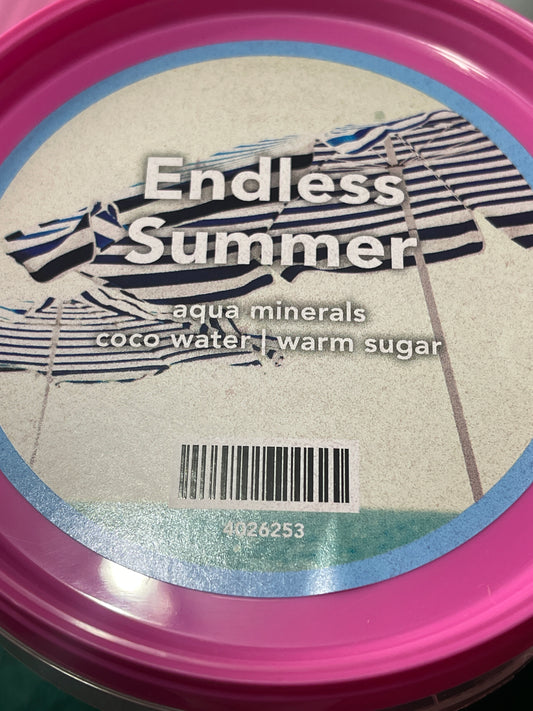 Endless
Summer
aqua minerals
coco water | warm sugar
4026253